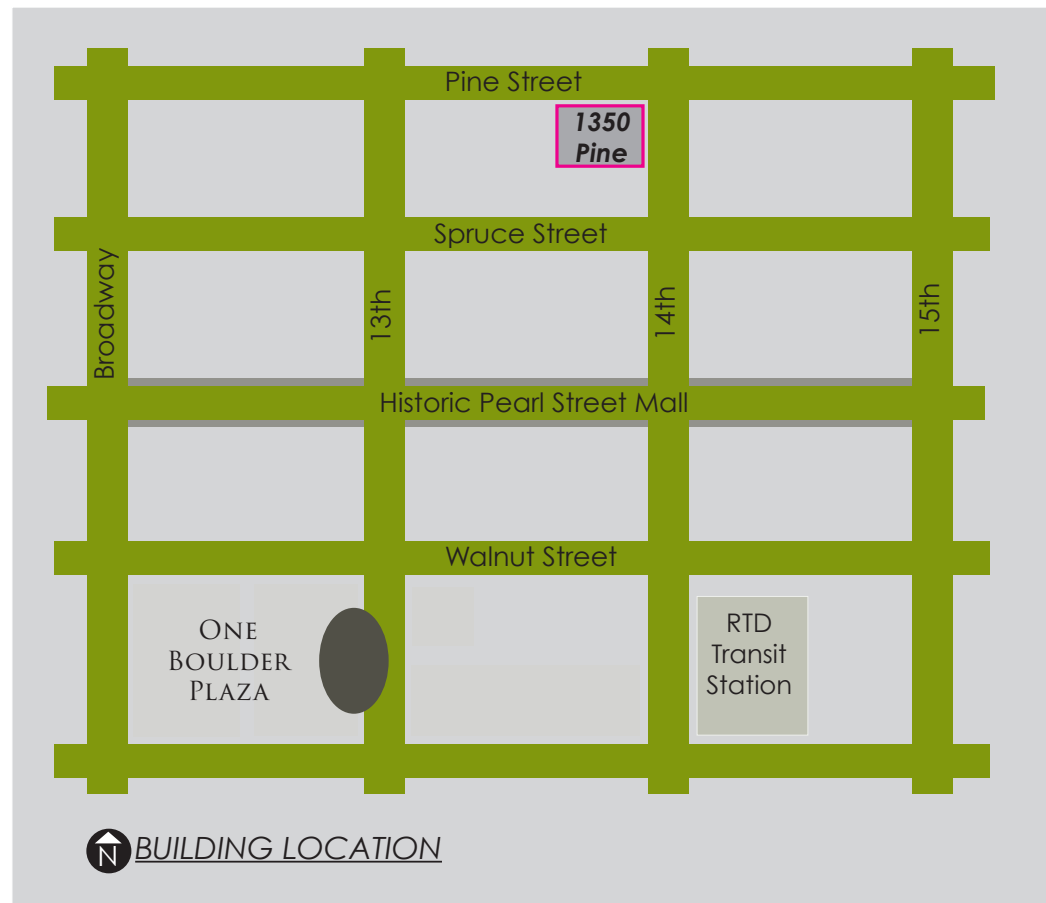 Pine Street
1350
Pine
Spruce Street
Broadway
13th
14th
15th
Historic Pearl Street Mall
Walnut Street
One
Boulder
Plaza
RTD
Transit
Station
N
BUILDING LOCATION